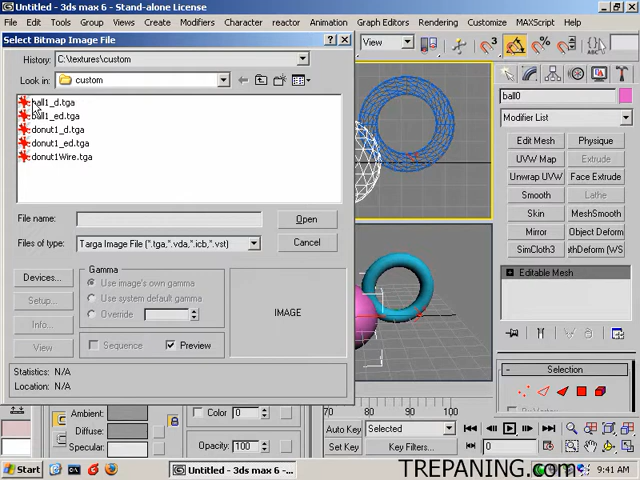 Untitled - 3ds max 6 - Stand-alone License
File Edit Tools Group Views Create Modifiers Character reactor Animation Graph Editors Rendering Customize MAXScript Help
Select Bitmap Image File
History: C:\textures\custom
Look in: custom
ball1_d.tga
ball1_ed.tga
donut1_d.tga
donut1_ed.tga
donut1Wire.tga
File name: Open
Files of type: Targa Image File (*.tga,*.vda,*.icb,*.vst) Cancel
Devices...
Setup...
Info...
View
Gamma
Use image's own gamma
Use system default gamma
Override
Sequence Preview
IMAGE
Statistics: N/A
Location: N/A
View
ball0
Modifier List
Edit Mesh Physique
UVW Map Extrude
Unwrap UVW Face Extrude
Smooth Lathe
Skin MeshSmooth
Mirror Object Deform
SimCloth3 thDeform (W
Editable Mesh
Selection
By Vertex
Ambient:
Diffuse:
Specular:
Color 0
Opacity: 100
70 80 90 100
Auto Key Selected
Set Key Key Filters... 0
Start Untitled - 3ds max 6 -... 9:41 AM
TREPANING.com